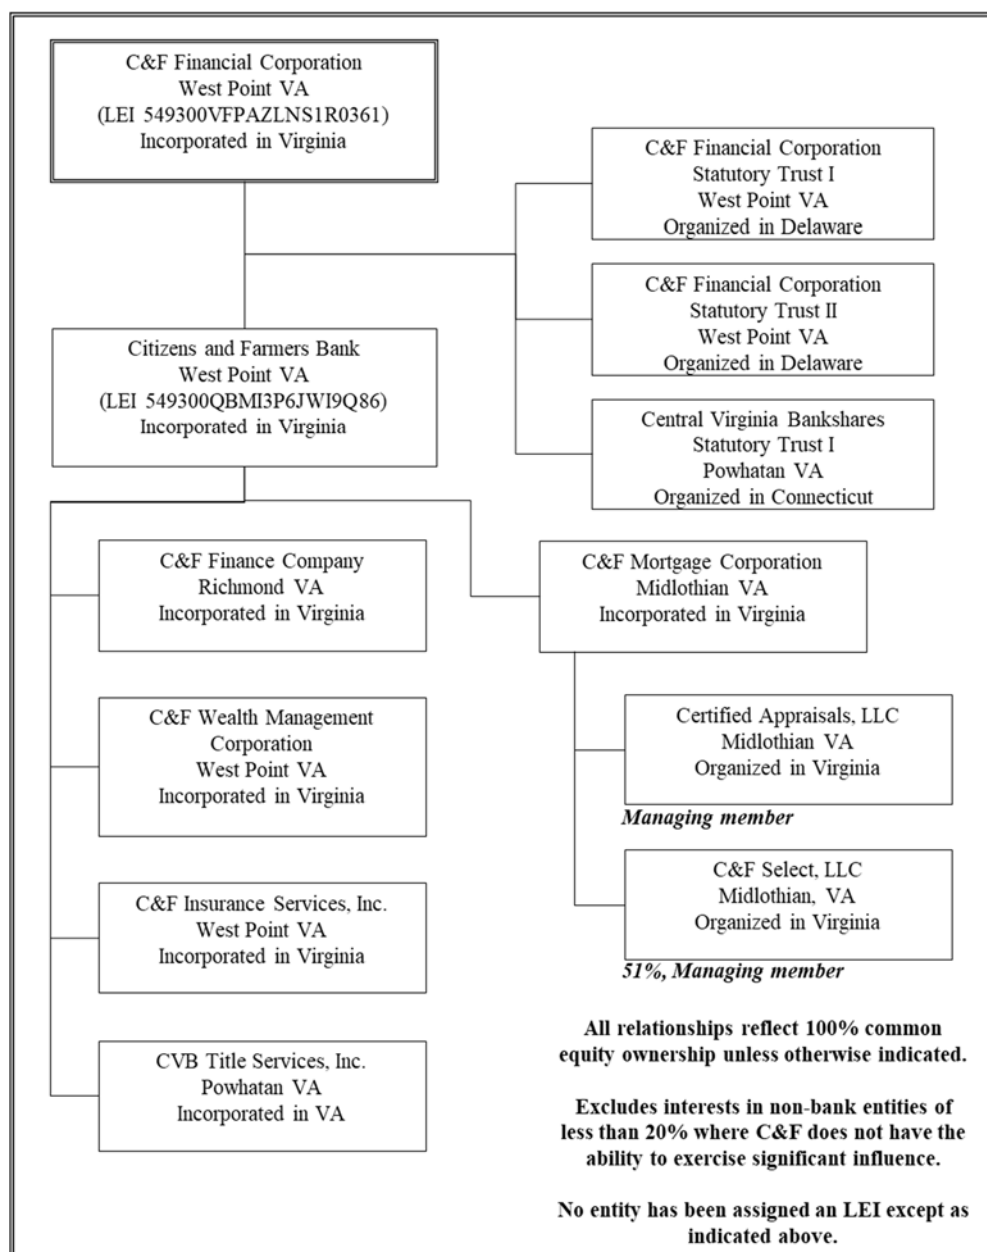 C&F Financial Corporation
West Point VA
(LEI 549300VFPAZLNS1R0361)
Incorporated in Virginia
C&F Financial Corporation
Statutory Trust I
West Point VA
Organized in Delaware
C&F Financial Corporation
Statutory Trust II
West Point VA
Organized in Delaware
Central Virginia Bankshares
Statutory Trust I
Powhatan VA
Organized in Connecticut
Citizens and Farmers Bank
West Point VA
(LEI 549300QBMI3P6JWI9Q86)
Incorporated in Virginia
C&F Finance Company
Richmond VA
Incorporated in Virginia
C&F Wealth Management
Corporation
West Point VA
Incorporated in Virginia
C&F Insurance Services, Inc.
West Point VA
Incorporated in Virginia
CVB Title Services, Inc.
Powhatan VA
Incorporated in VA
C&F Mortgage Corporation
Midlothian VA
Incorporated in Virginia
Certified Appraisals, LLC
Midlothian VA
Organized in Virginia
Managing member
C&F Select, LLC
Midlothian, VA
Organized in Virginia
51%, Managing member
All relationships reflect 100% common
equity ownership unless otherwise indicated.
Excludes interests in non-bank entities of
less than 20% where C&F does not have the
ability to exercise significant influence.
No entity has been assigned an LEI except as
indicated above.